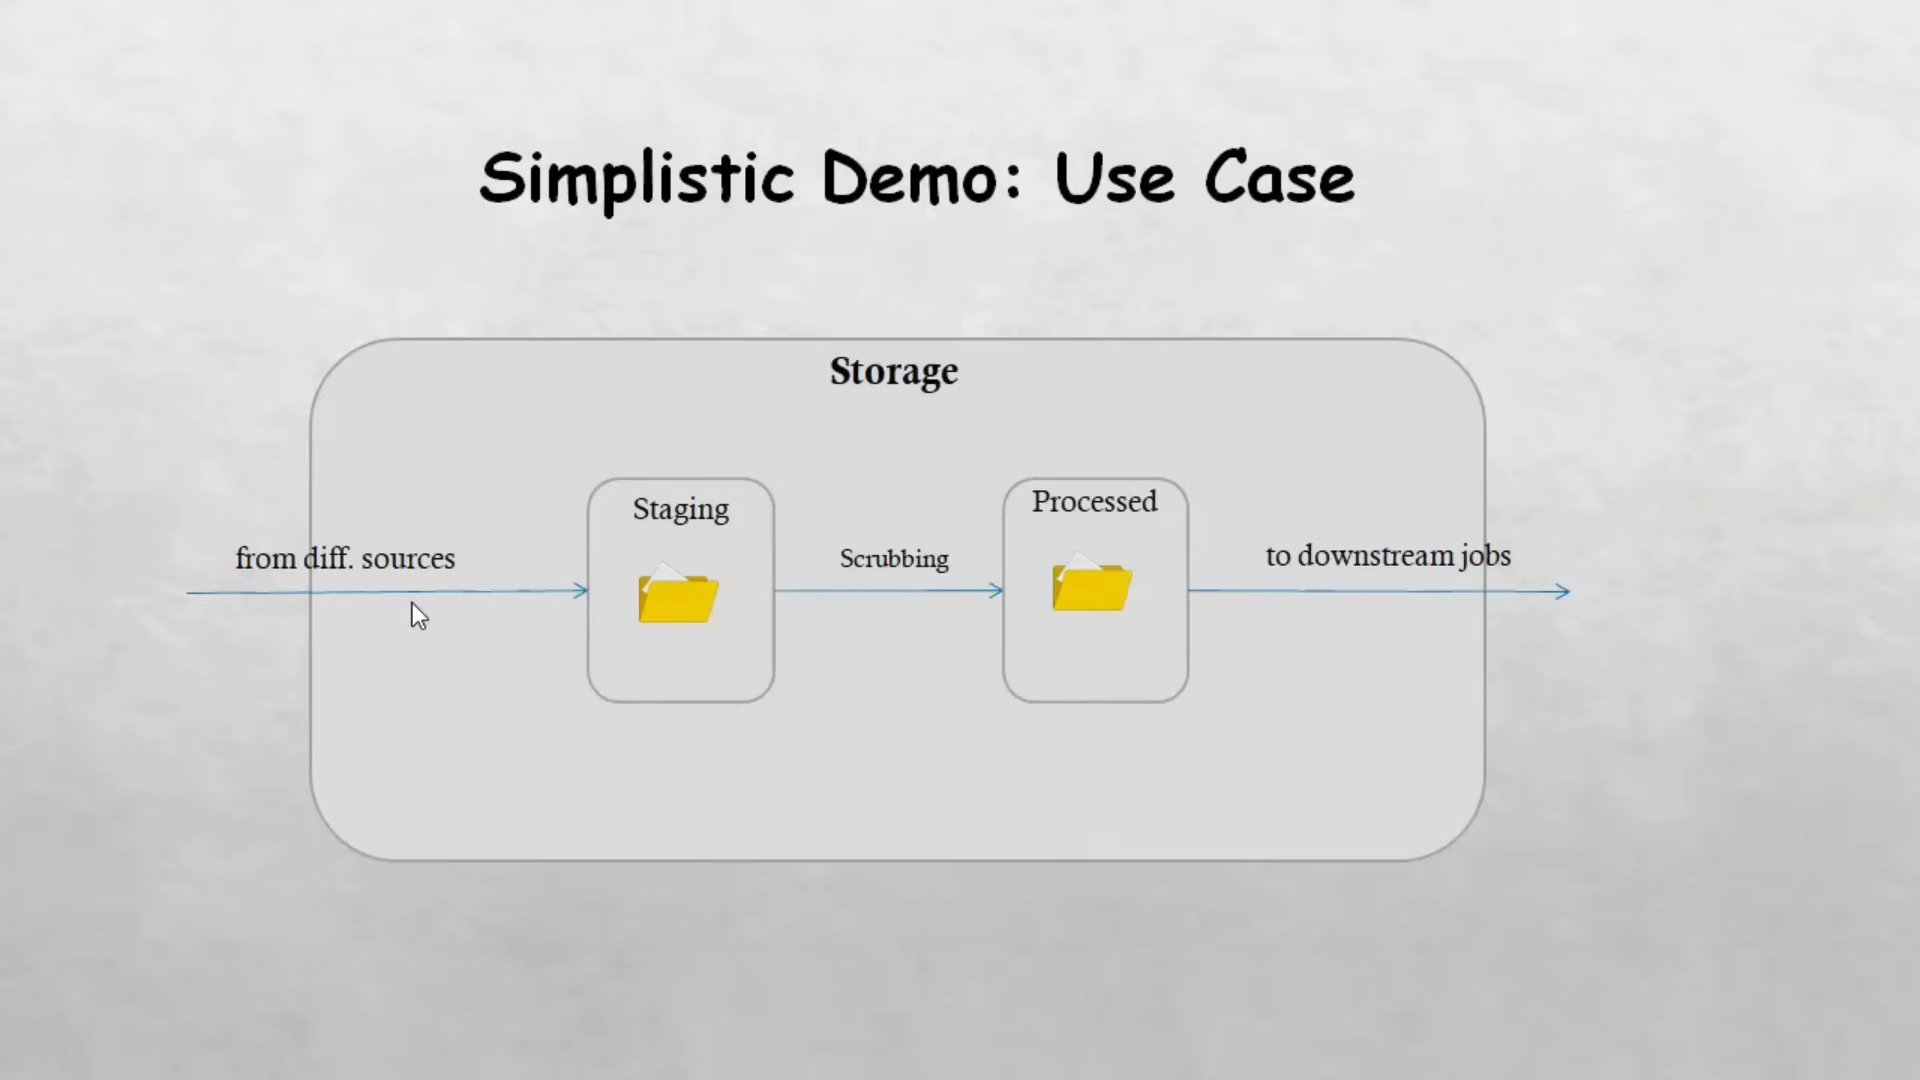 Simplistic Demo: Use Case
Storage
from diff. sources
Staging
Scrubbing
Processed
to downstream jobs